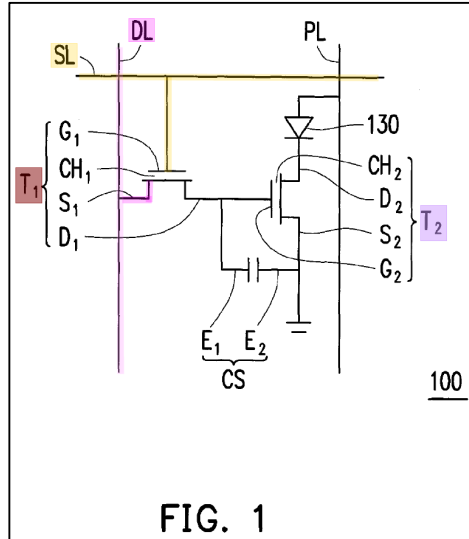 DL PL
SL
G₁
130
CH₁ CH₂
T₁ D₂
S₁ S₂ T₂
D₁ G₂
E₁ E₂
CS
100
FIG. 1